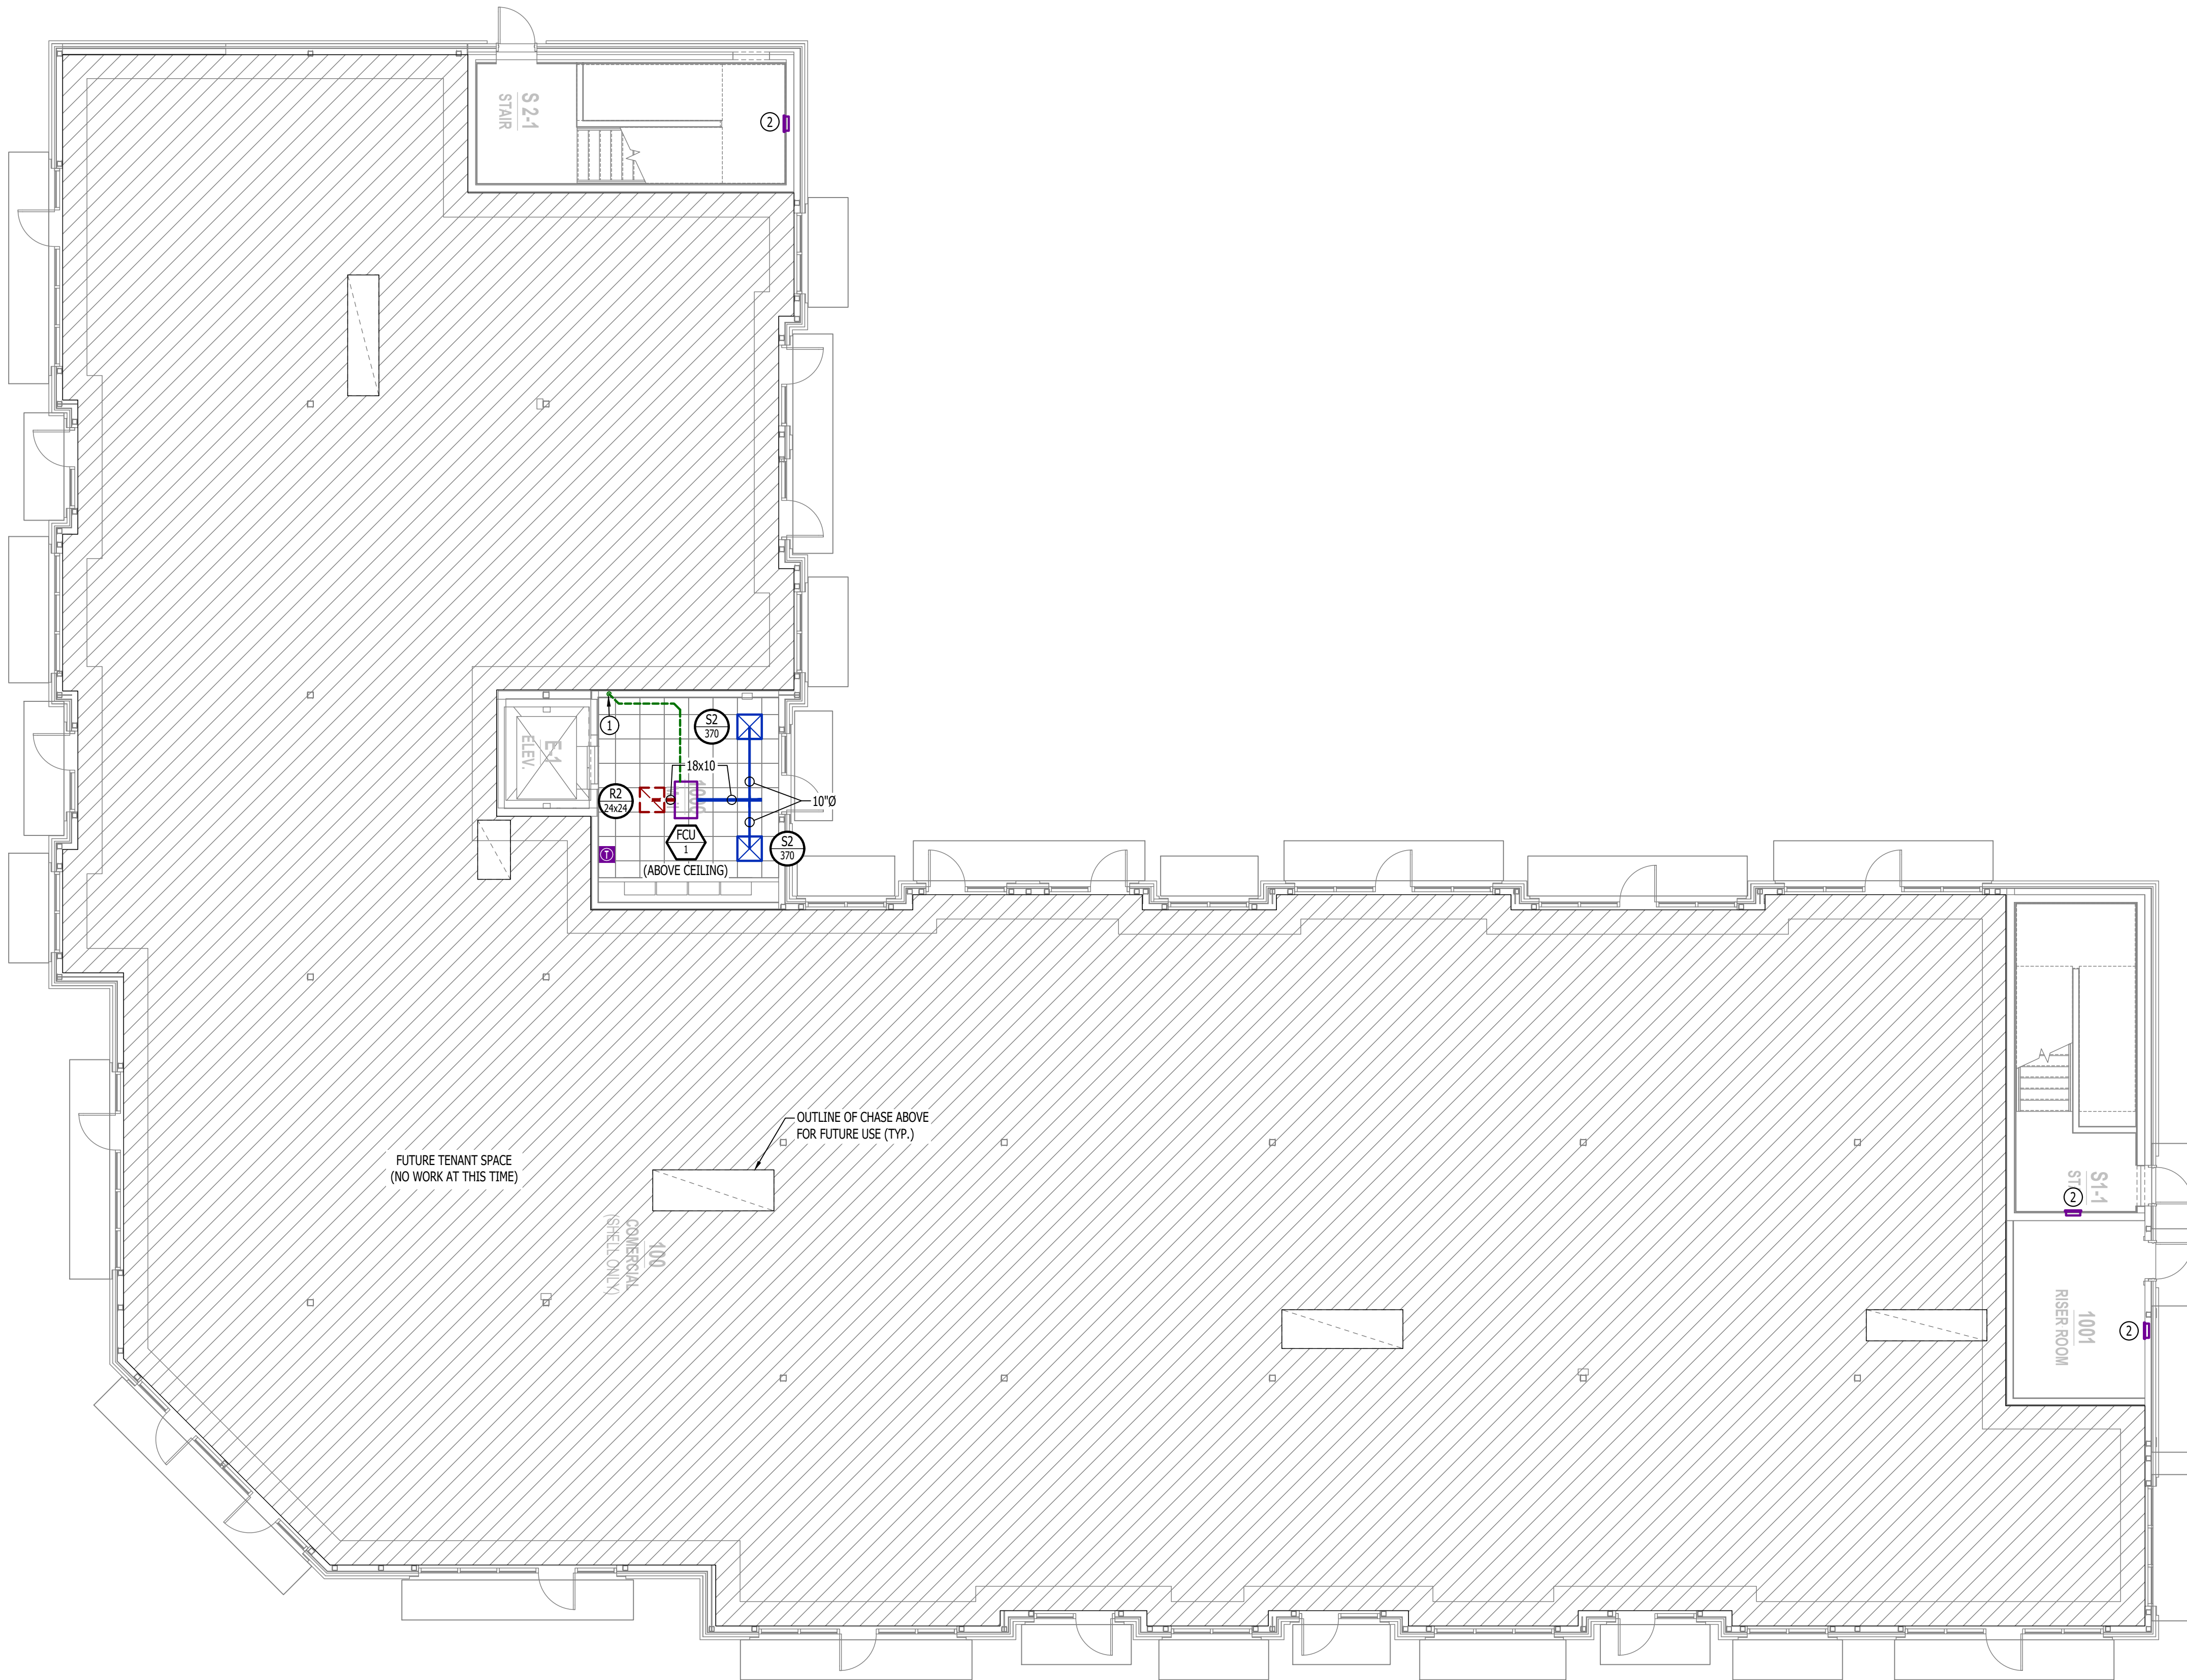 S 2-1
STAIR
2
1
S2
370
E-1
ELEV.
18x10
R2
24x24
10"Ø
FCU
1
S2
370
T
(ABOVE CEILING)
OUTLINE OF CHASE ABOVE
FOR FUTURE USE (TYP.)
FUTURE TENANT SPACE
(NO WORK AT THIS TIME)
S1-1
2
100
COMERCIAL
(SHELL ONLY)
1001
RISER ROOM
2